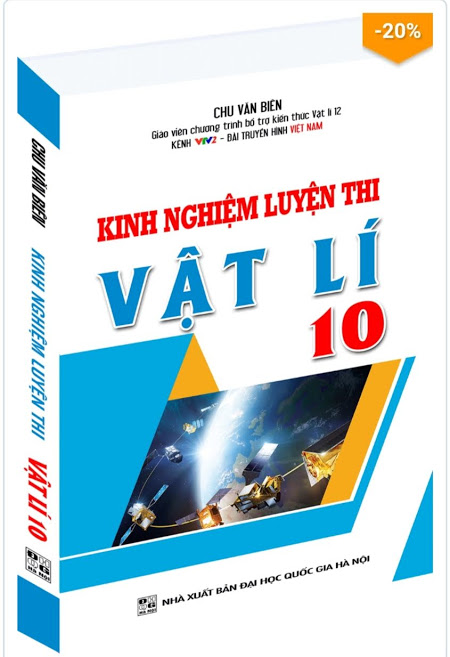 -20%
CHU VĂN BIÊN
Giáo viên chương trình bổ trợ kiến thức Vật lí 12
KÊNH VTV2 - ĐÀI TRUYỀN HÌNH VIỆT NAM
KINH NGHIỆM LUYỆN THI
VẬT LÍ
10
NHÀ XUẤT BẢN ĐẠI HỌC QUỐC GIA HÀ NỘI
CHU VĂN BIÊN
KINH NGHIỆM LUYỆN THI
VẬT LÍ 10
HÀ NỘI